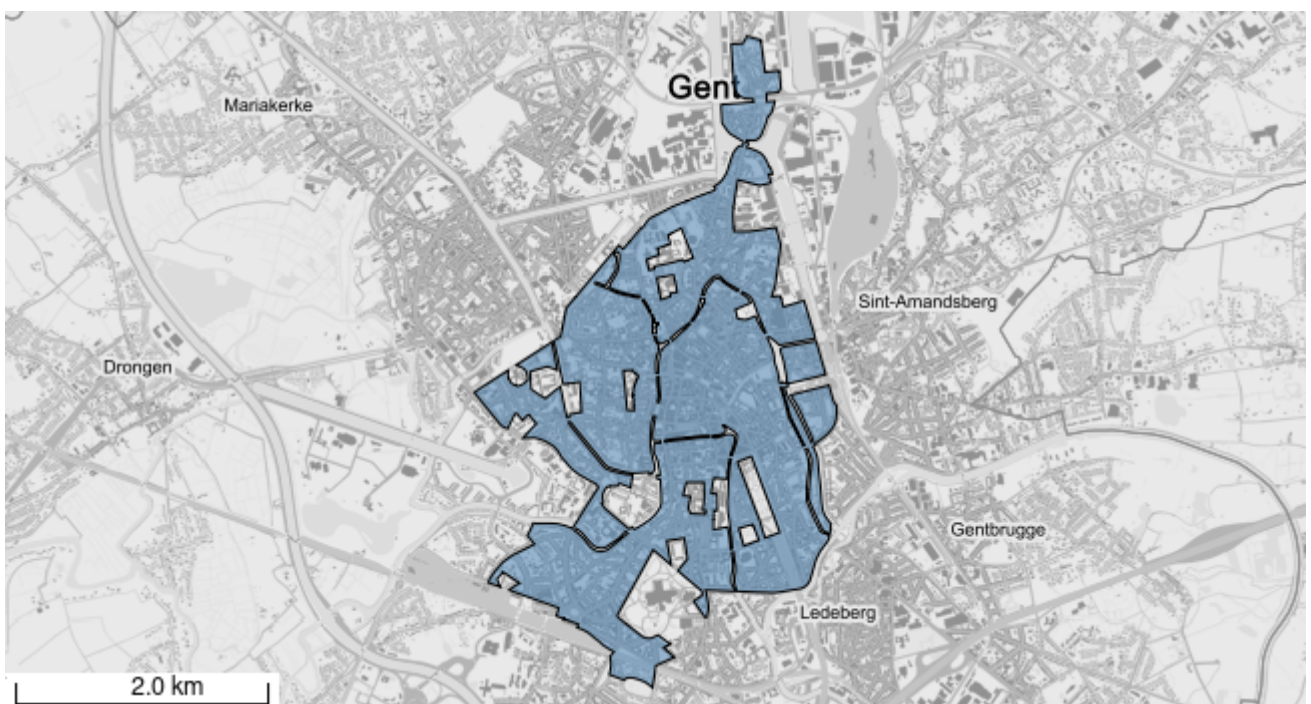 Gent
Mariakerke
Sint-Amandsberg
Drongen
Gentbrugge
Ledeberg
2.0 km